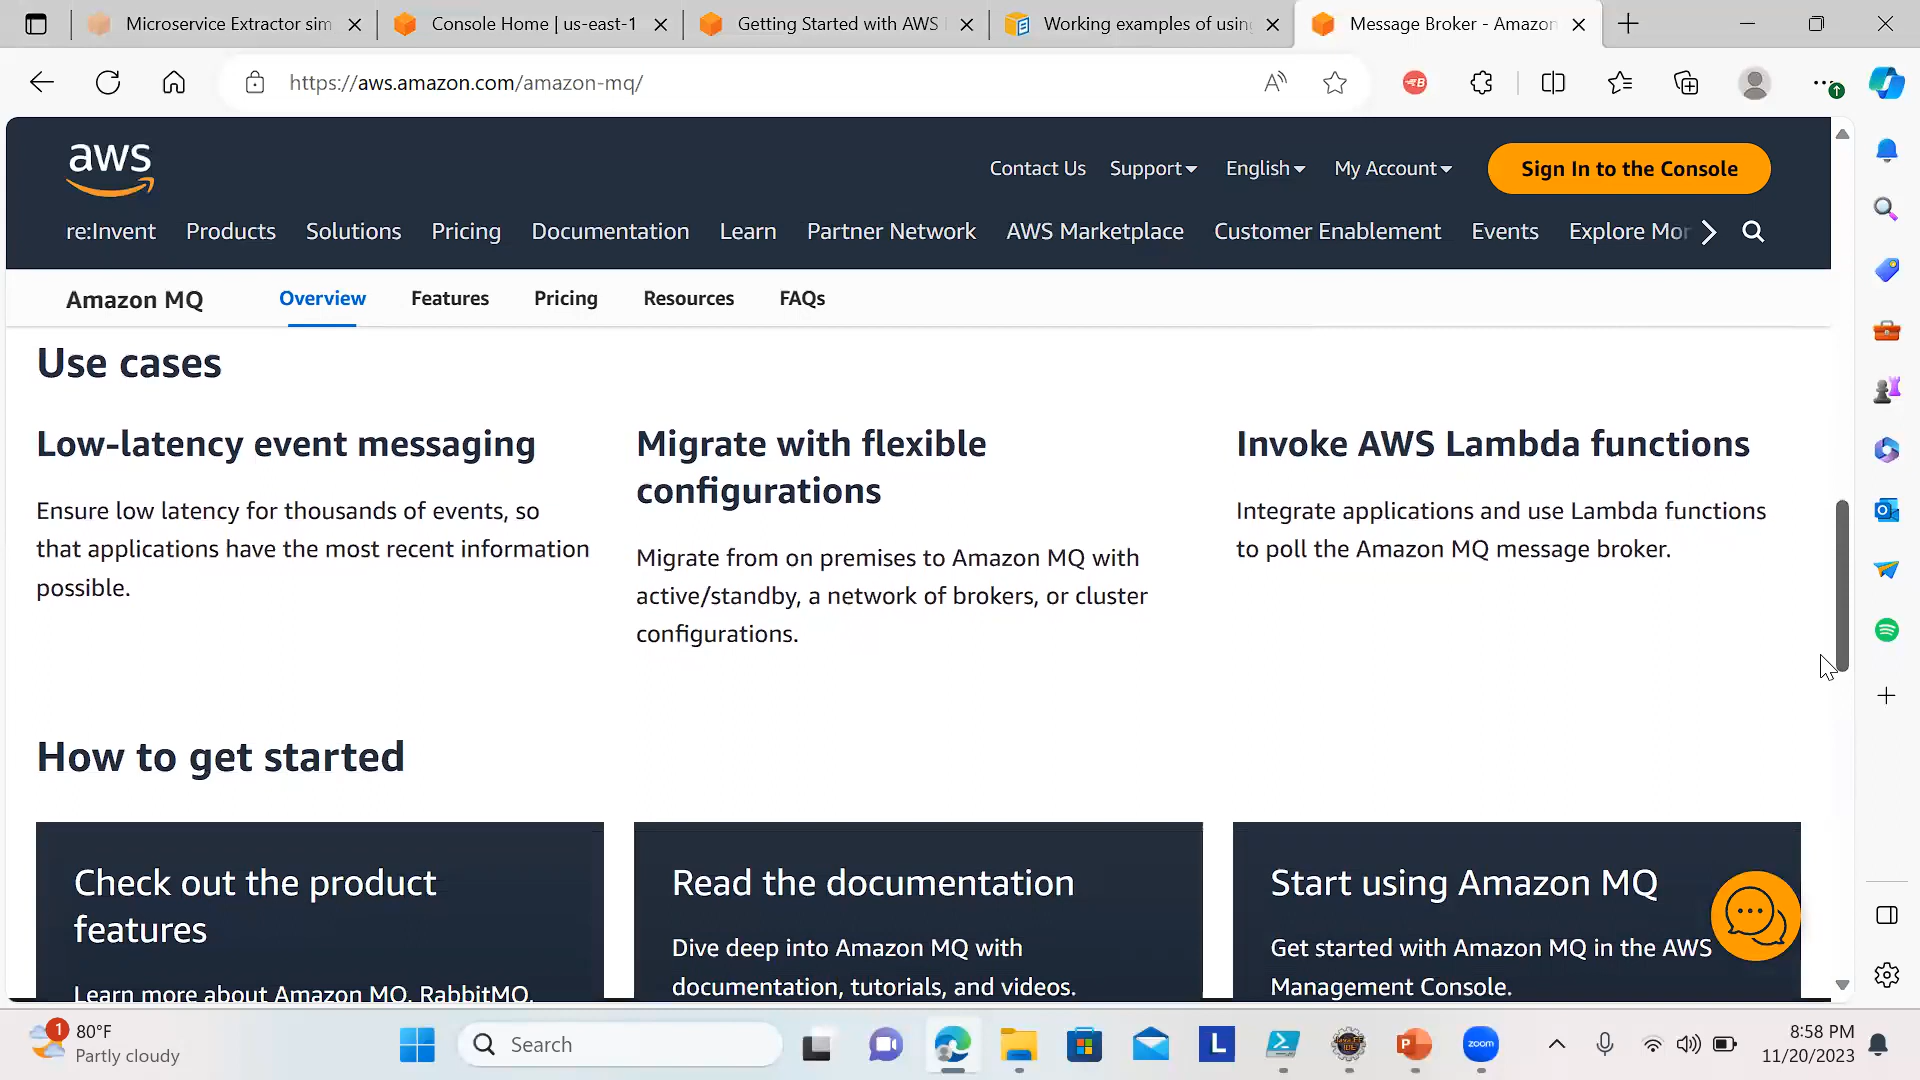 Microservice Extractor sim
Console Home | us-east-1
Getting Started with AWS
Working examples of using
Message Broker - Amazon
https://aws.amazon.com/amazon-mq/
aws
Contact Us
Support
English
My Account
Sign In to the Console
re:Invent
Products
Solutions
Pricing
Documentation
Learn
Partner Network
AWS Marketplace
Customer Enablement
Events
Explore Mor
Amazon MQ
Overview
Features
Pricing
Resources
FAQs
Use cases
Low-latency event messaging
Ensure low latency for thousands of events, so
that applications have the most recent information
possible.
Migrate with flexible
configurations
Migrate from on premises to Amazon MQ with
active/standby, a network of brokers, or cluster
configurations.
Invoke AWS Lambda functions
Integrate applications and use Lambda functions
to poll the Amazon MQ message broker.
How to get started
Check out the product
features
Learn more about Amazon MQ, RabbitMQ,
Read the documentation
Dive deep into Amazon MQ with
documentation, tutorials, and videos.
Start using Amazon MQ
Get started with Amazon MQ in the AWS
Management Console.
1
80°F
Partly cloudy
Search
L
P
zoom
8:58 PM
11/20/2023